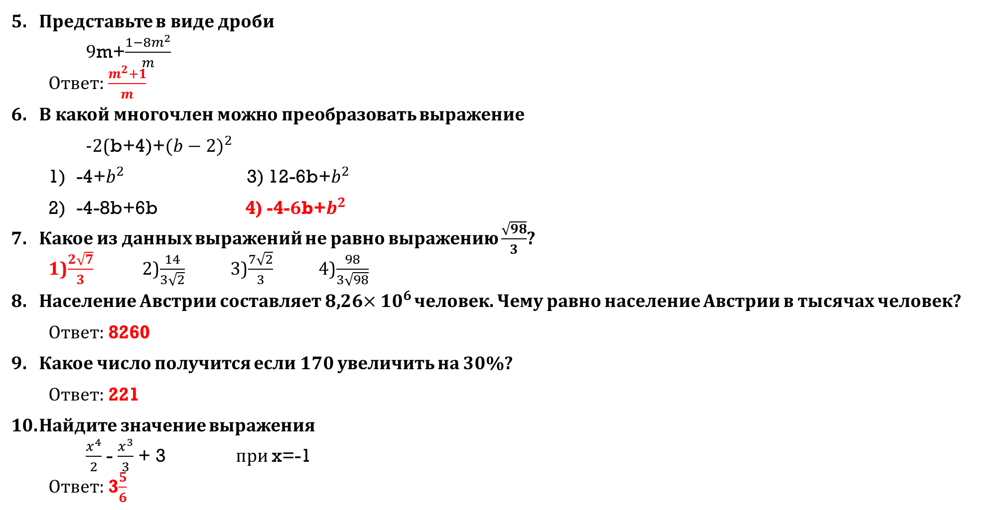 5. Представьте в виде дроби
9m+\frac{1−8m^2}{m}
Ответ: \frac{m^2+1}{m}
6. В какой многочлен можно преобразовать выражение
-2(b+4)+(b − 2)^2
1) -4+b^2 3) 12-6b+b^2
2) -4-8b+6b 4) -4-6b+b^2
7. Какое из данных выражений не равно выражению \frac{√98}{3}?
1) \frac{2√7}{3} 2) \frac{14}{3√2} 3) \frac{7√2}{3} 4) \frac{98}{3√98}
8. Население Австрии составляет 8,26× 10^6 человек. Чему равно население Австрии в тысячах человек?
Ответ: 8260
9. Какое число получится если 170 увеличить на 30%?
Ответ: 221
10. Найдите значение выражения
\frac{x^4}{2} - \frac{x^3}{3} + 3 при x=-1
Ответ: 3\frac{5}{6}